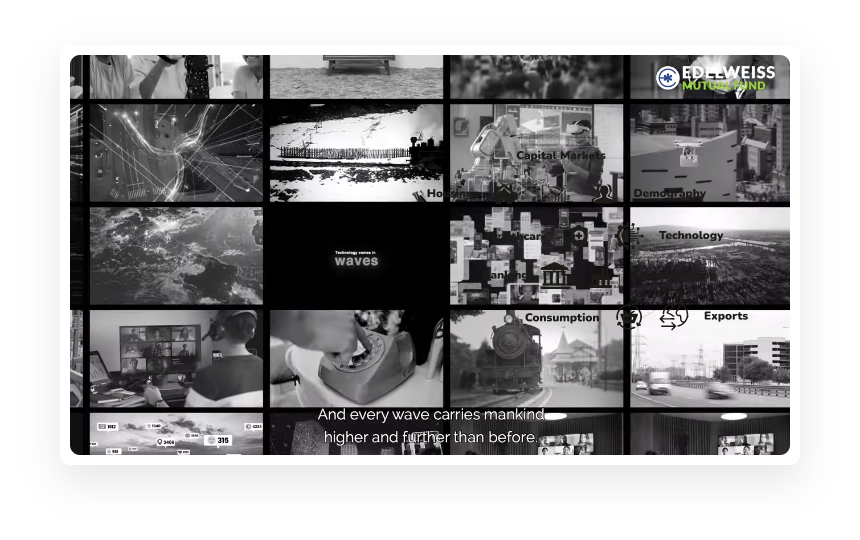 EDELWEISS
MUTUAL FUND
Capital Markets
Housing
Demography
Technology
Technology comes in
waves
Consumption
Exports
And every wave carries mankind
higher and further than before.
315